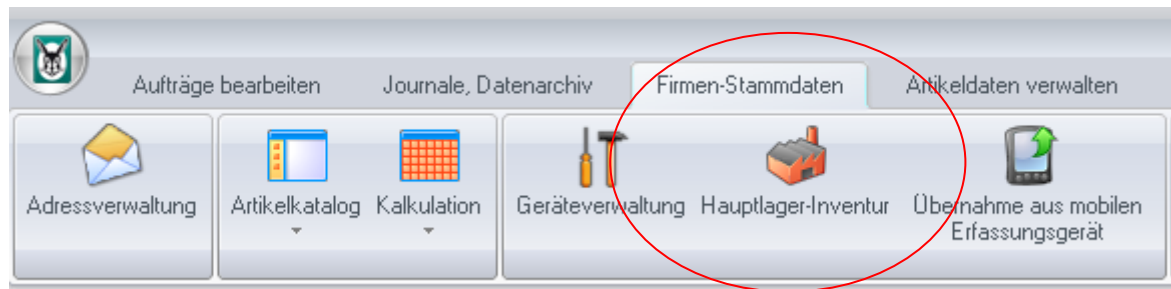 Aufträge bearbeiten Journale, Datenarchiv Firmen-Stammdaten Artikeldaten verwalten
Adressverwaltung Artikelkatalog Kalkulation Geräteverwaltung Hauptlager-Inventur Übernahme aus mobilen
Erfassungsgerät